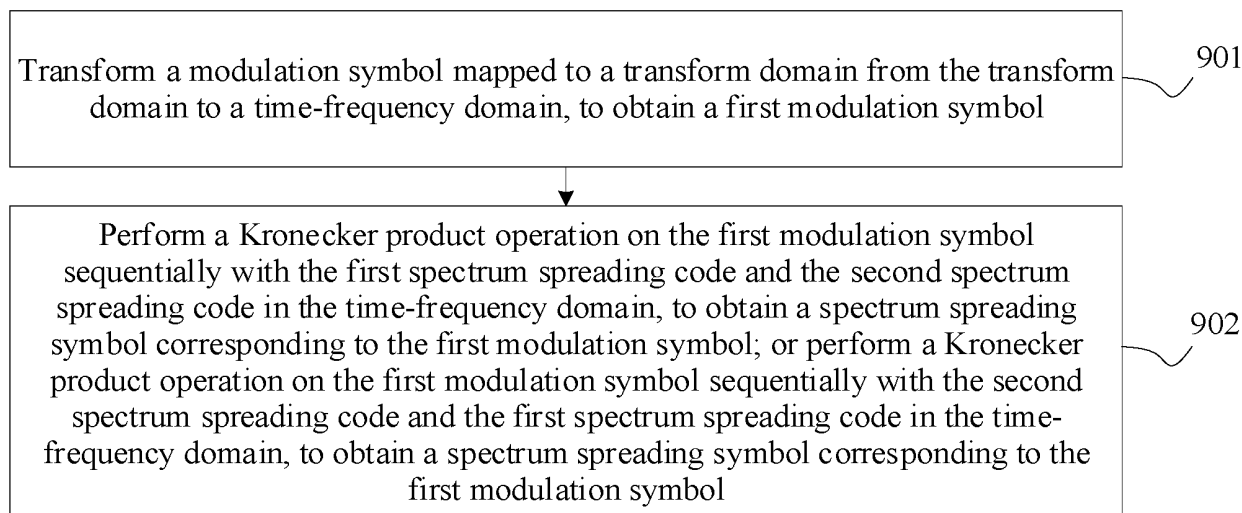 Transform a modulation symbol mapped to a transform domain from the transform
domain to a time-frequency domain, to obtain a first modulation symbol
901
Perform a Kronecker product operation on the first modulation symbol
sequentially with the first spectrum spreading code and the second spectrum
spreading code in the time-frequency domain, to obtain a spectrum spreading
symbol corresponding to the first modulation symbol; or perform a Kronecker
product operation on the first modulation symbol sequentially with the second
spectrum spreading code and the first spectrum spreading code in the time-
frequency domain, to obtain a spectrum spreading symbol corresponding to the
first modulation symbol
902